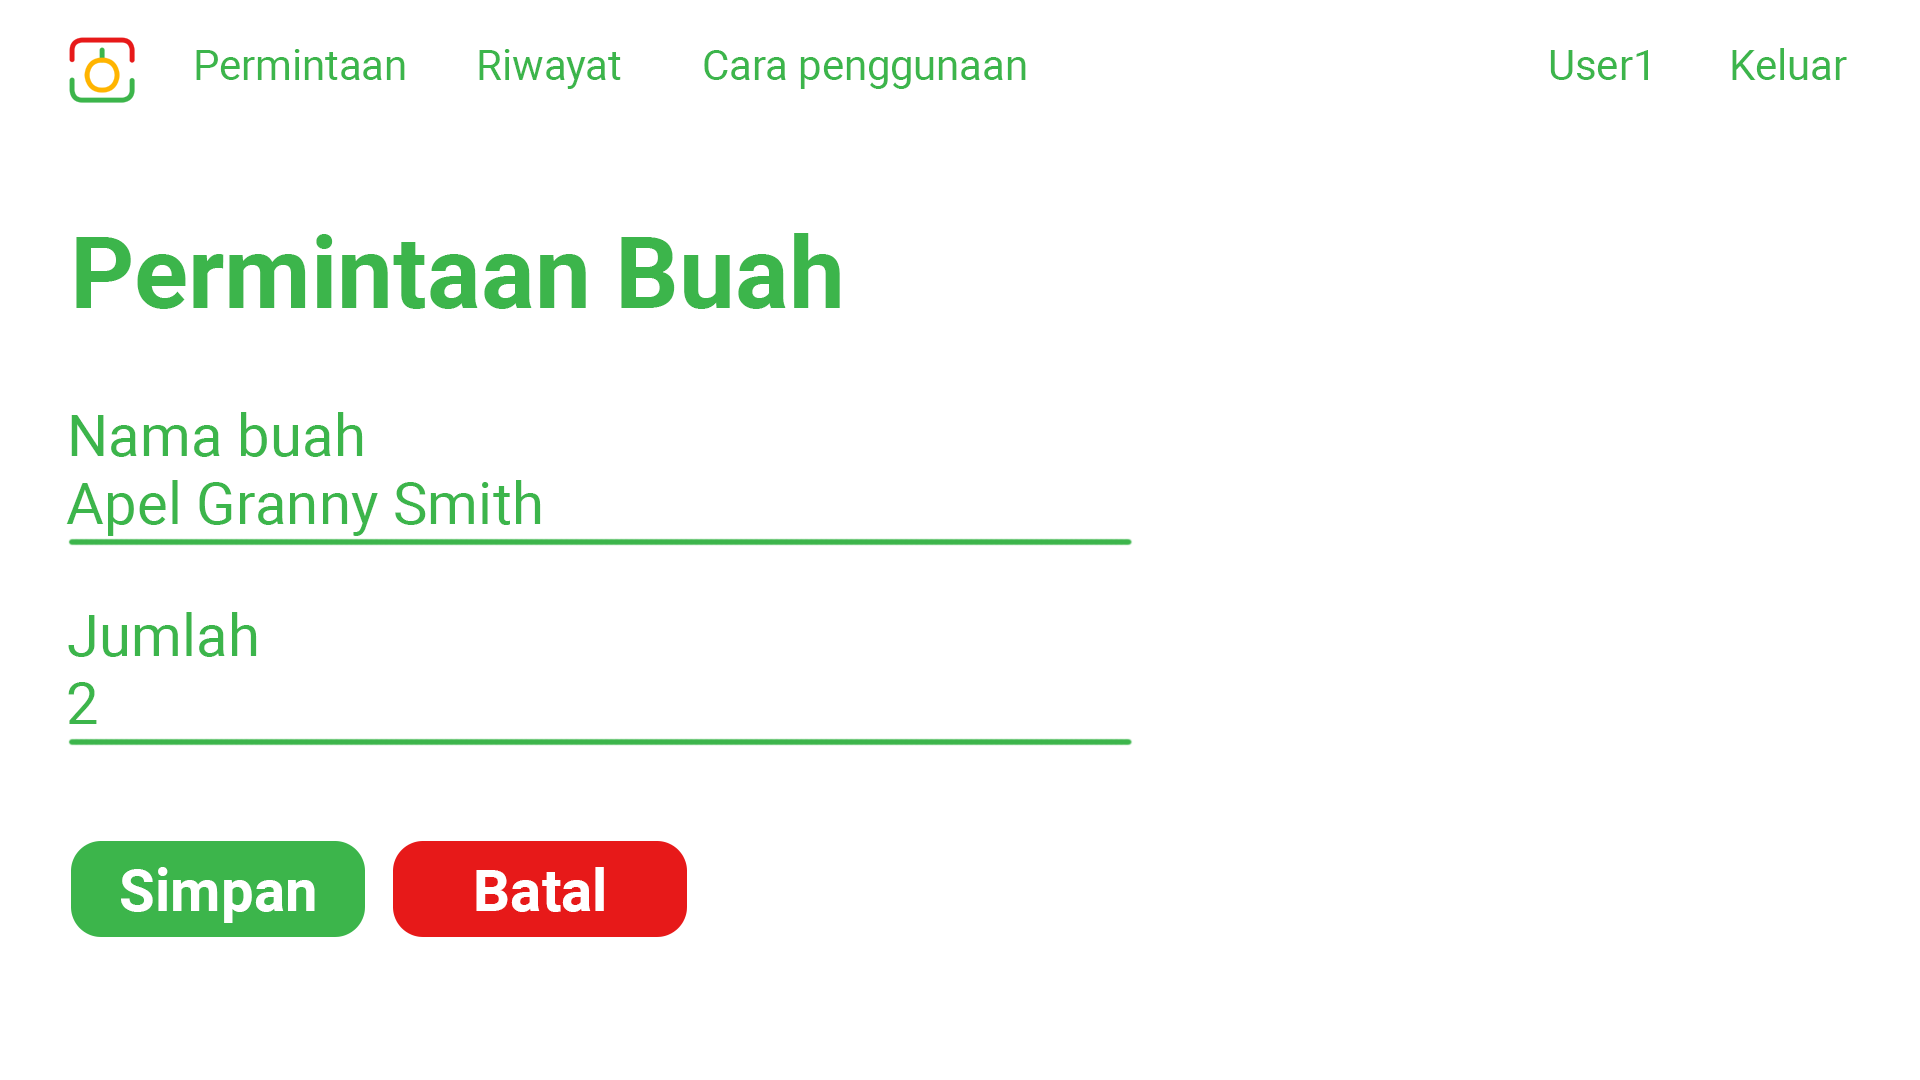 Permintaan Riwayat Cara penggunaan User1 Keluar
Permintaan Buah
Nama buah
Apel Granny Smith
Jumlah
2
Simpan Batal